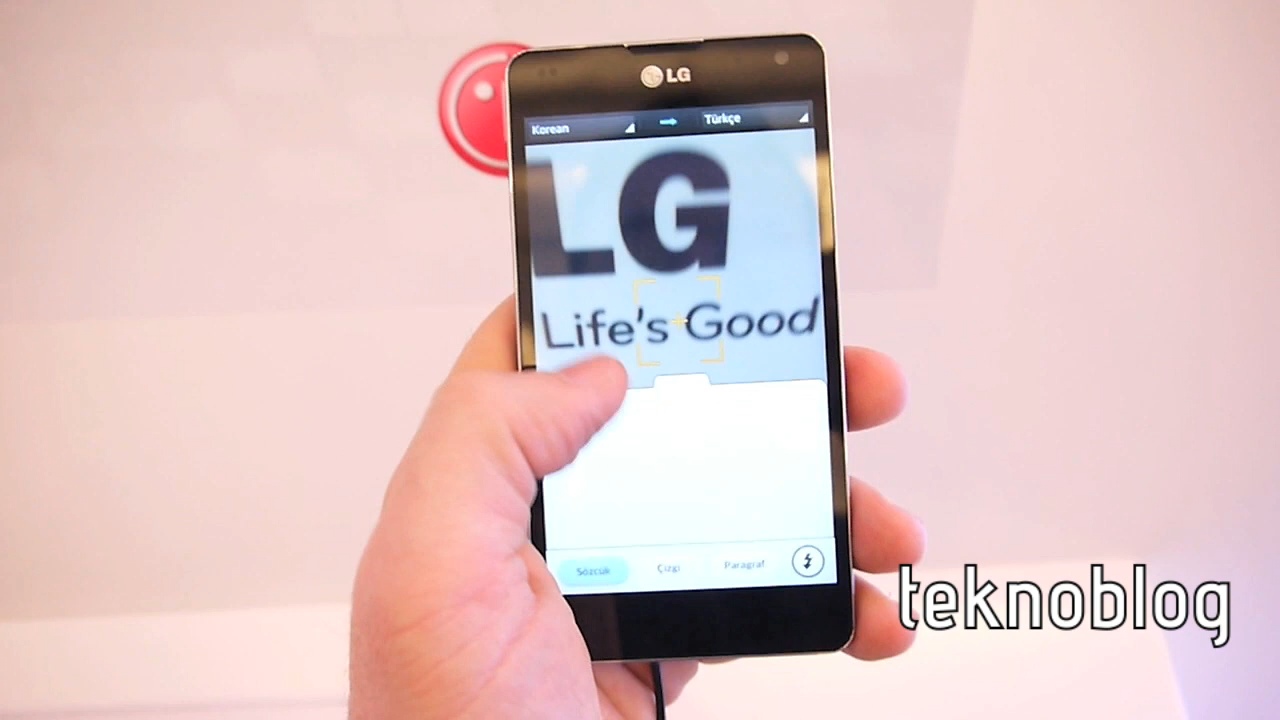 LG
Korean Türkçe
LG
Life's Good
Sözcük Çizgi Paragraf
teknoblog